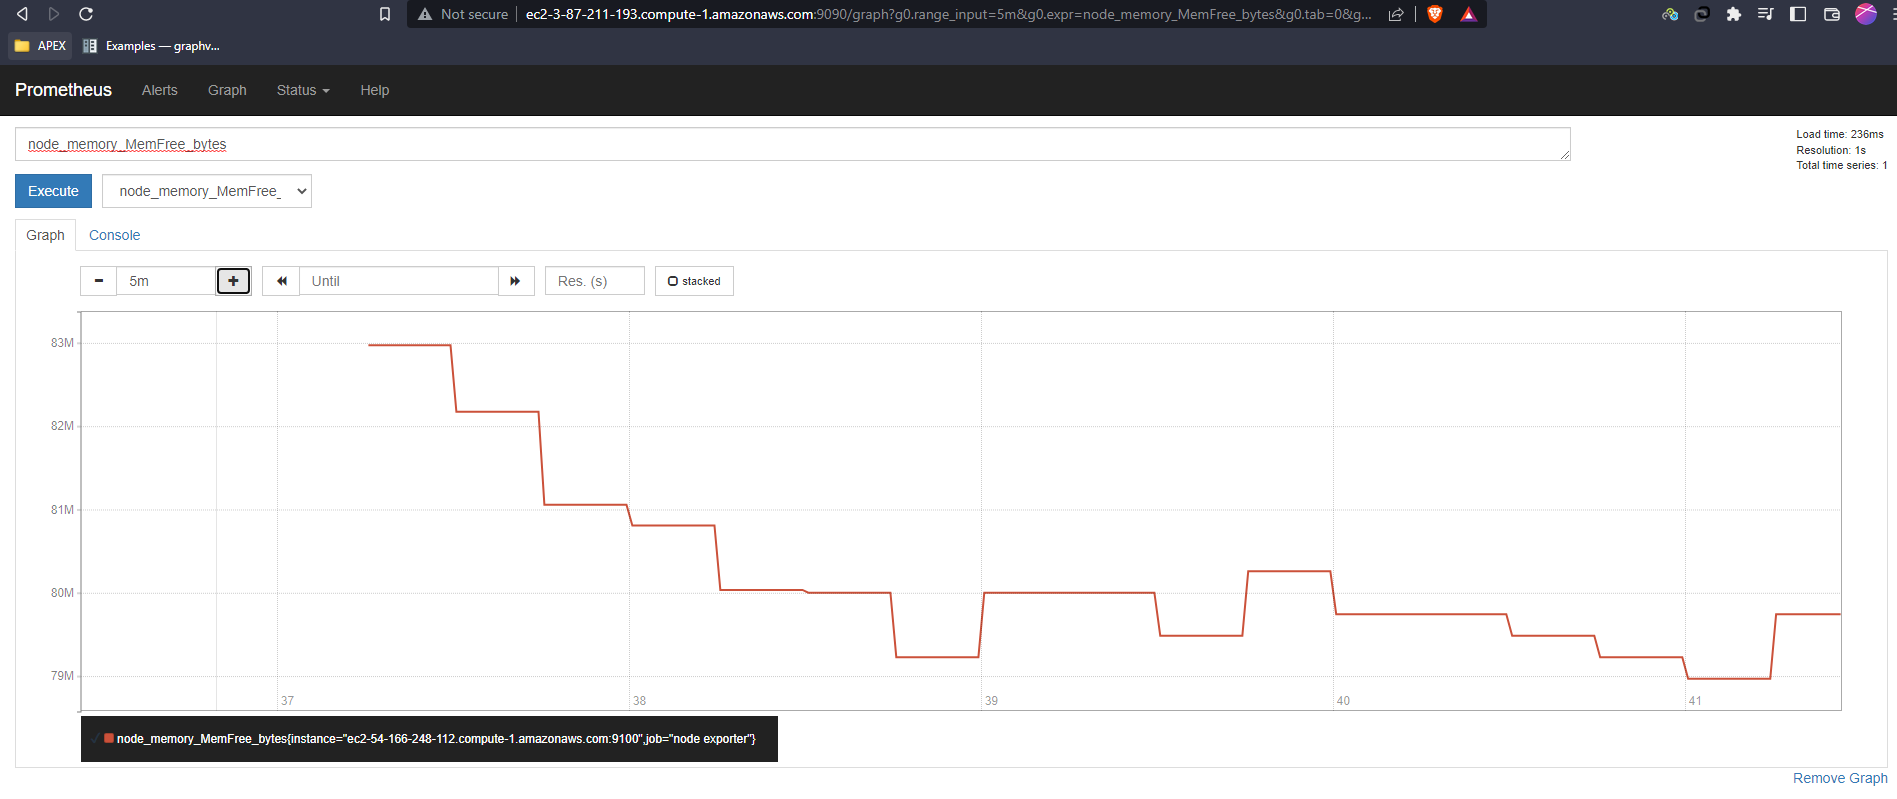 Not secure ec2-3-87-211-193.compute-1.amazonaws.com:9090/graph?g0.range_input=5m&g0.expr=node_memory_MemFree_bytes&g0.tab=0&g...
APEX Examples — graphv...
Prometheus Alerts Graph Status Help
node_memory_MemFree_bytes
Load time: 236ms
Resolution: 1s
Total time series: 1
Execute node_memory_MemFree_
Graph Console
5m Until Res. (s) stacked
83M
82M
81M
80M
79M
37 38 39 40 41
node_memory_MemFree_bytes{instance="ec2-54-166-248-112.compute-1.amazonaws.com:9100",job="node exporter"}
Remove Graph